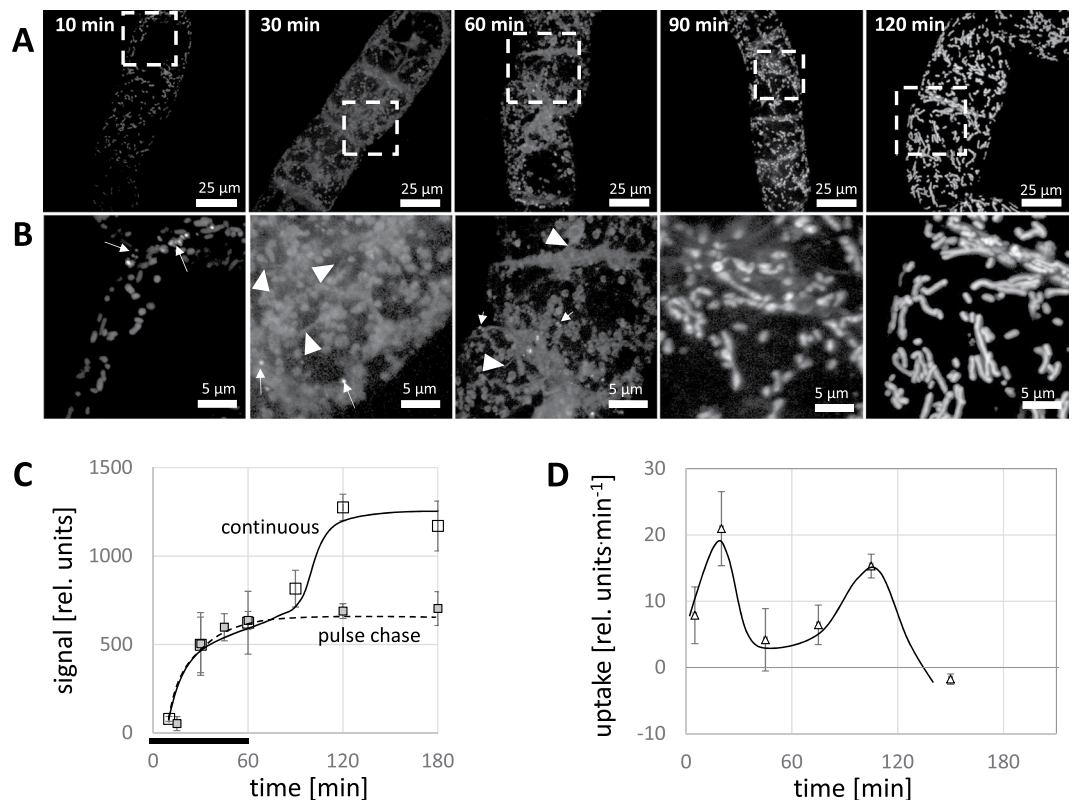 A
10 min
30 min
60 min
90 min
120 min
25 µm
25 µm
25 µm
25 µm
25 µm
B
5 µm
5 µm
5 µm
5 µm
5 µm
C
signal [rel. units]
1500
1000
500
0
continuous
pulse chase
0
60
120
180
time [min]
D
uptake [rel. units·min⁻¹]
30
20
10
0
-10
0
60
120
180
time [min]